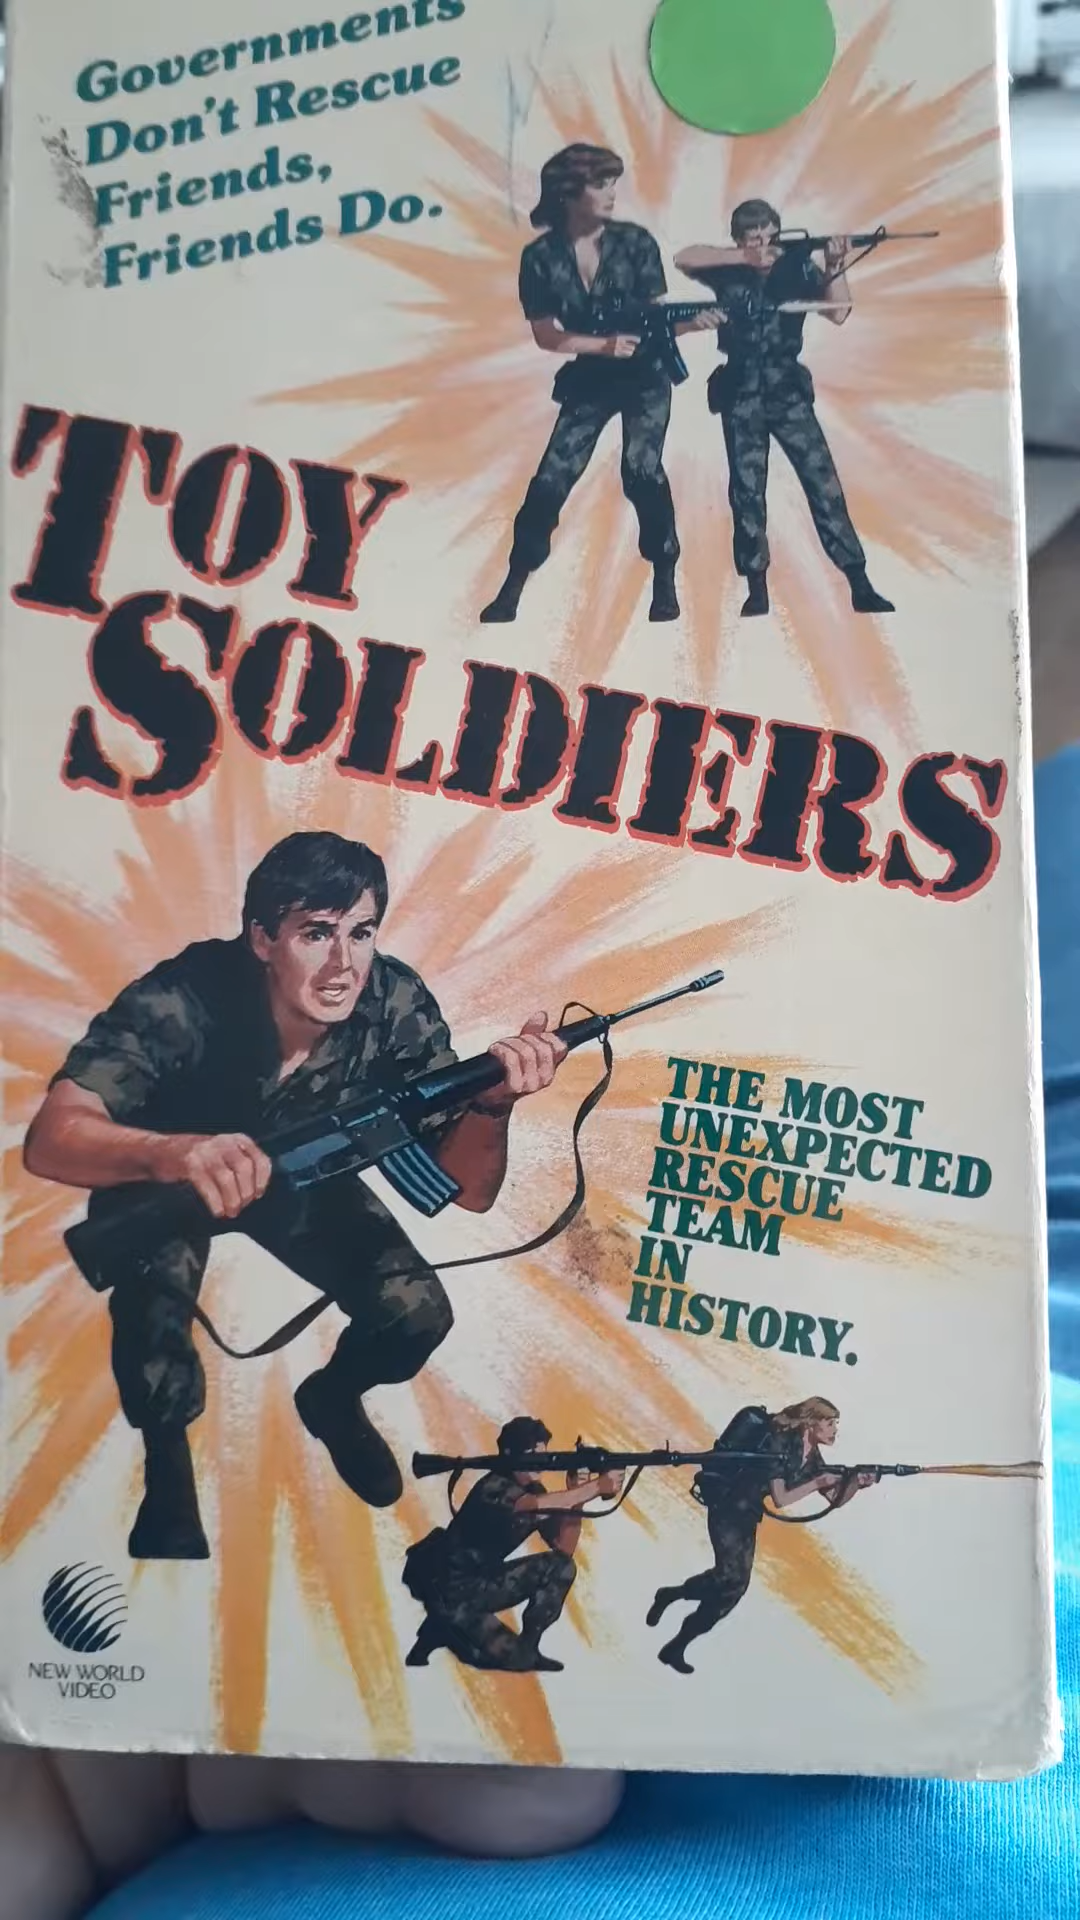 Governments
Don't Rescue
Friends,
Friends Do.
TOY
SOLDIERS
THE MOST
UNEXPECTED
RESCUE
TEAM
IN
HISTORY.
NEW WORLD
VIDEO